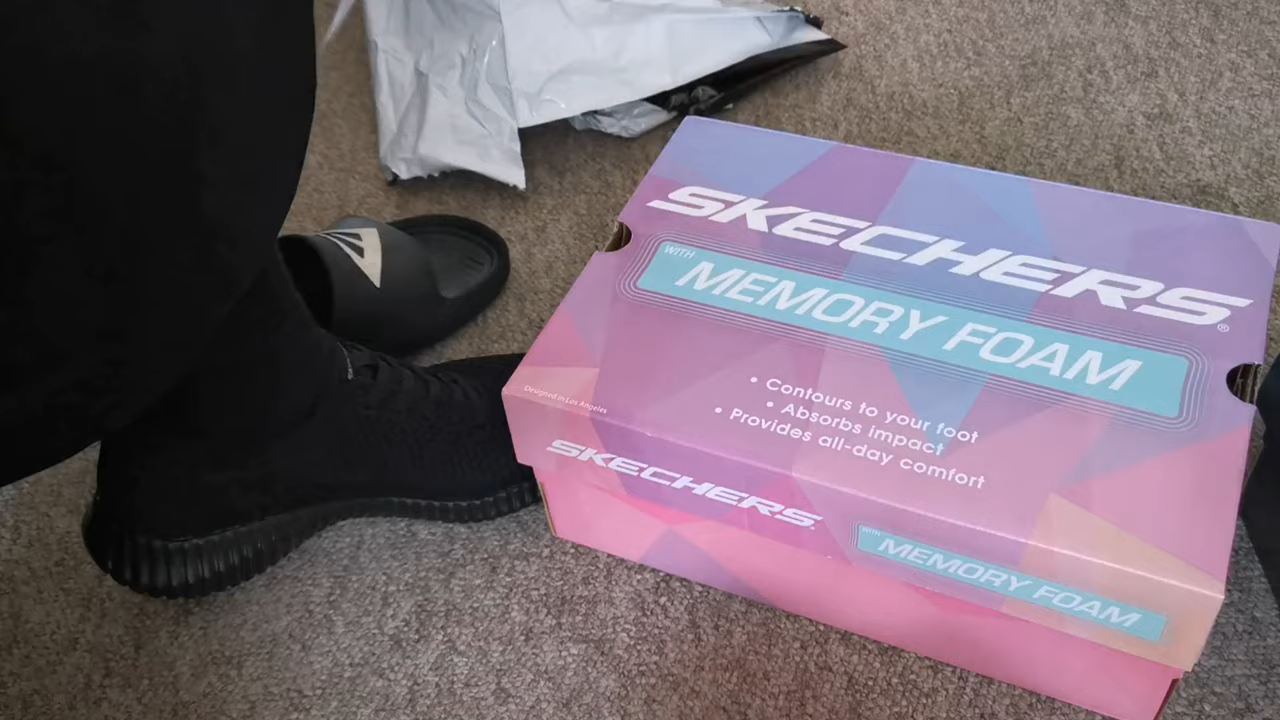 SKECHERS®
WITH
MEMORY FOAM
• Contours to your foot
• Absorbs impact
• Provides all-day comfort
Designed in Los Angeles
SKECHERS
WITH
MEMORY FOAM